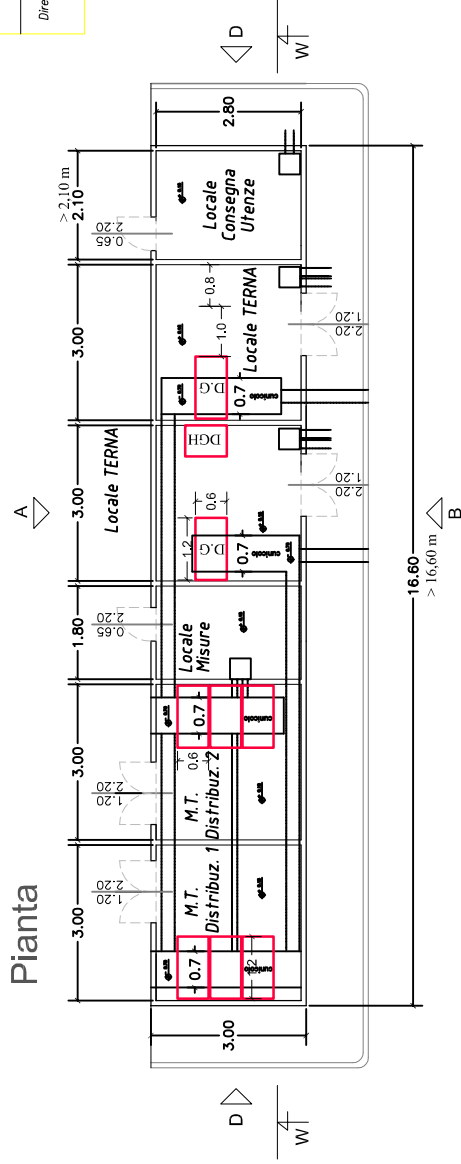 Dire
Pianta
A
Locale TERNA
> 2,10 m
3.00
3.00
1.80
3.00
3.00
2.10
1.20
2.20
1.20
2.20
0.65
2.20
0.65
2.20
D
W
3.00
D
W
2.80
M.T.
Distribuz. 1
M.T.
Distribuz. 2
Locale
Misure
Locale TERNA
Locale
Consegna
Utenze
0.7
cunicolo
1.2
0.6
0.7
cunicolo
1.2
D.G
0.6
0.7
cunicolo
DGH
D.G
0.7
cunicolo
1.0
0.8
2.20
1.20
2.20
1.20
16.60
> 16,60 m
B